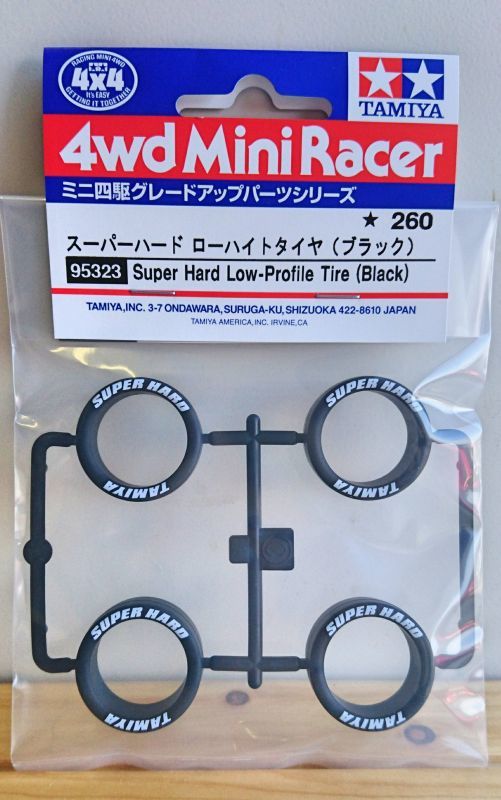 RACING MINI 4WD
4x4
It's EASY
GETTING IT TOGETHER
TAMIYA
4wd Mini Racer
ミニ四駆グレードアップパーツシリーズ
★ 260
スーパーハード ローハイトタイヤ（ブラック）
95323 Super Hard Low-Profile Tire (Black)
TAMIYA,INC. 3-7 ONDAWARA, SURUGA-KU, SHIZUOKA 422-8610 JAPAN
TAMIYA AMERICA, INC. IRVINE,CA
SUPER HARD
TAMIYA
SUPER HARD
TAMIYA
SUPER HARD
TAMIYA
SUPER HARD
TAMIYA